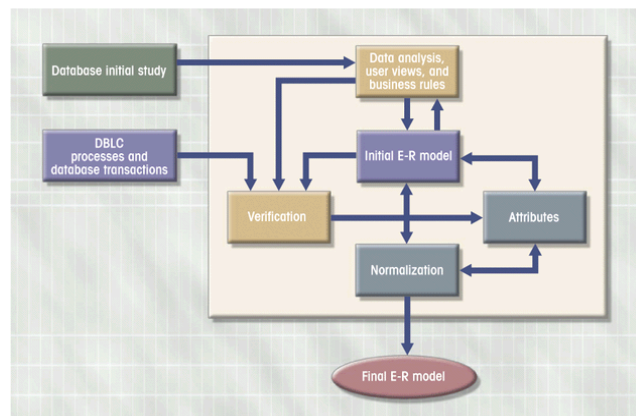 Database initial study
Data analysis,
user views, and
business rules
DBLC
processes and
database transactions
Initial E-R model
Verification
Attributes
Normalization
Final E-R model